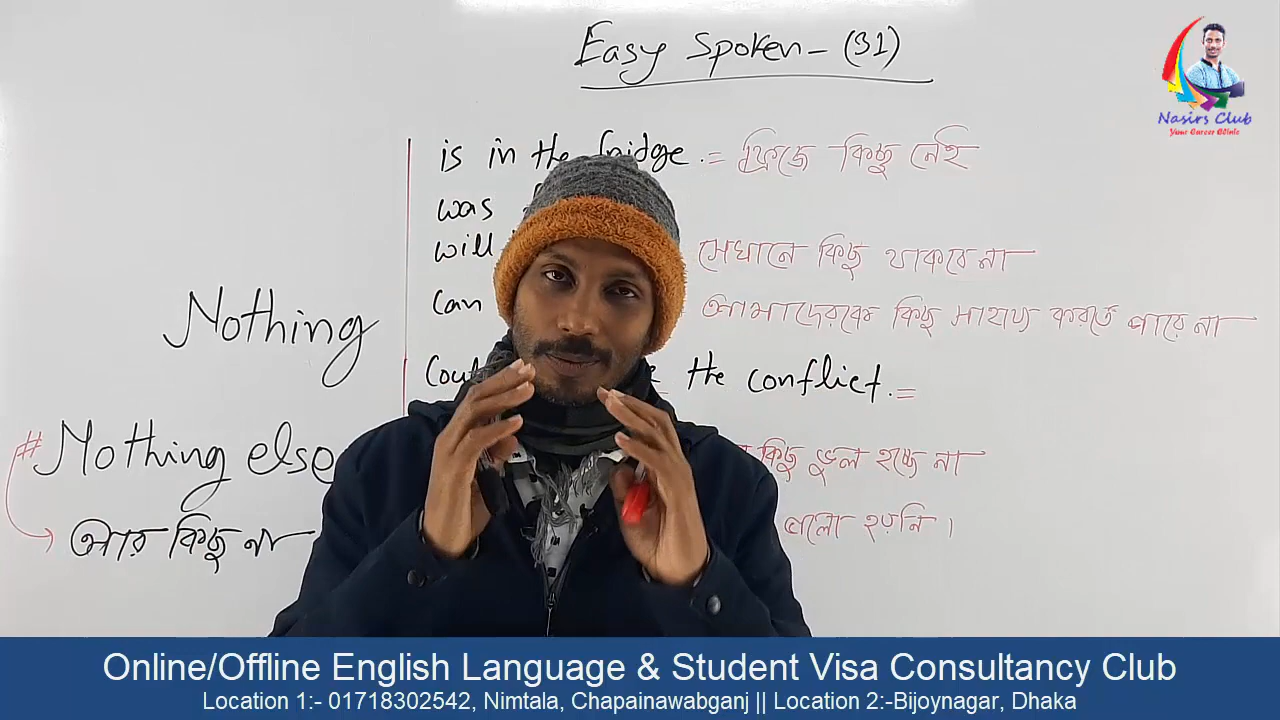 Easy Spoken - (31)
Nasirs Club
Your Career Clinic
is in the fridge. = ফ্রিজে কিছু নেই
was
will
সেখানে কিছু থাকবে না
Nothing
can
আমাদেরকে কিছু সাহায্য করতে পারে না
the conflict. =
# Nothing else
কিছু ভুল হচ্ছে না
আর কিছু না
হয়নি।
Online/Offline English Language & Student Visa Consultancy Club
Location 1:- 01718302542, Nimtala, Chapainawabganj || Location 2:-Bijoynagar, Dhaka